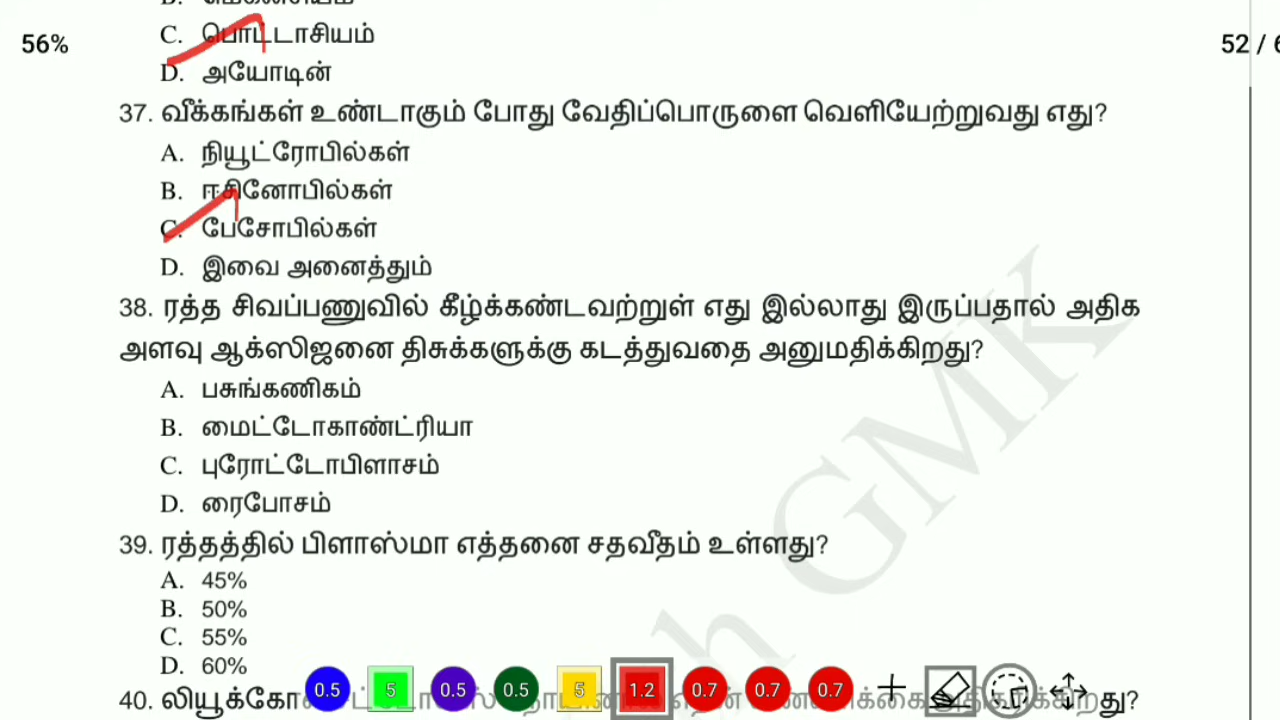 56%
52 / 6
C. பொட்டாசியம்
D. அயோடின்
37. வீக்கங்கள் உண்டாகும் போது வேதிப்பொருளை வெளியேற்றுவது எது?
A. நியூட்ரோபில்கள்
B. ஈசினோபில்கள்
C. பேசோபில்கள்
D. இவை அனைத்தும்
38. ரத்த சிவப்பணுவில் கீழ்க்கண்டவற்றுள் எது இல்லாது இருப்பதால் அதிக
அளவு ஆக்ஸிஜனை திசுக்களுக்கு கடத்துவதை அனுமதிக்கிறது?
A. பசுங்கணிகம்
B. மைட்டோகாண்ட்ரியா
C. புரோட்டோபிளாசம்
D. ரைபோசம்
39. ரத்தத்தில் பிளாஸ்மா எத்தனை சதவீதம் உள்ளது?
A. 45%
B. 50%
C. 55%
D. 60%
0.5 5 0.5 0.5 5 1.2 0.7 0.7 0.7
40.
h GMK